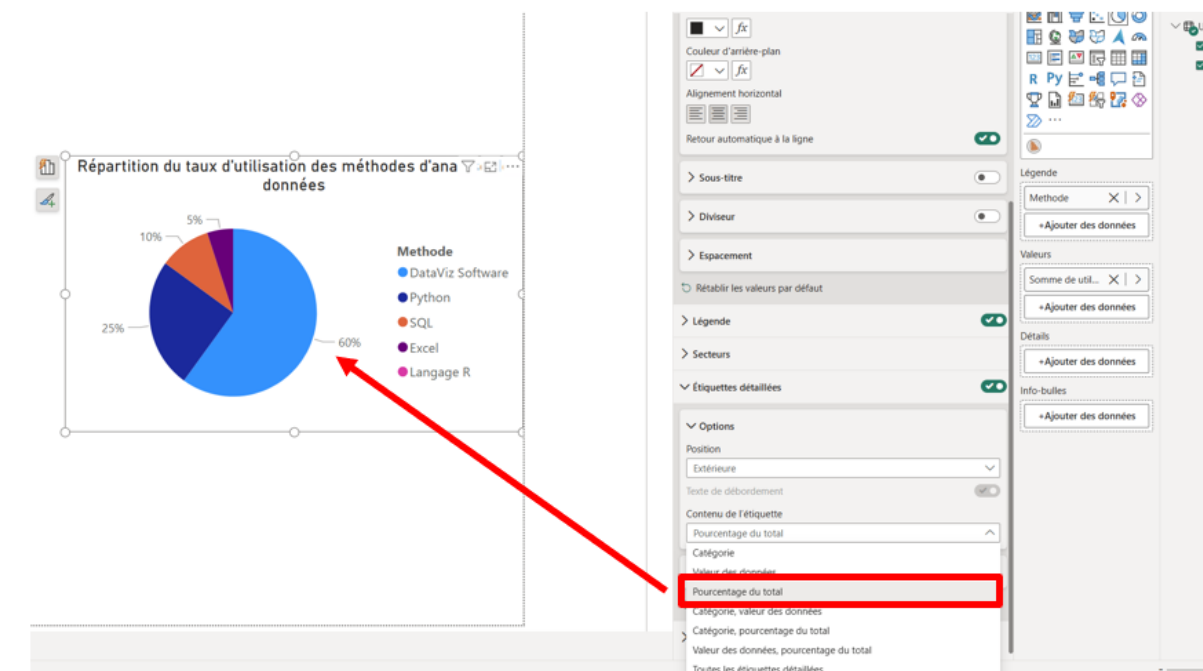 Répartition du taux d'utilisation des méthodes d'ana
données
5%
10%
25%
60%
Methode
DataViz Software
Python
SQL
Excel
Langage R
fx
Couleur d'arrière-plan
fx
Alignement horizontal
Retour automatique à la ligne
Sous-titre
Diviseur
Espacement
Rétablir les valeurs par défaut
Légende
Secteurs
Étiquettes détaillées
Options
Position
Extérieure
Texte de débordement
Contenu de l'étiquette
Pourcentage du total
Catégorie
Valeur des données
Pourcentage du total
Catégorie, valeur des données
Catégorie, pourcentage du total
Valeur des données, pourcentage du total
Toutes les étiquettes détaillées
R Py
Légende
Methode
+Ajouter des données
Valeurs
Somme de util...
+Ajouter des données
Détails
+Ajouter des données
Info-bulles
+Ajouter des données